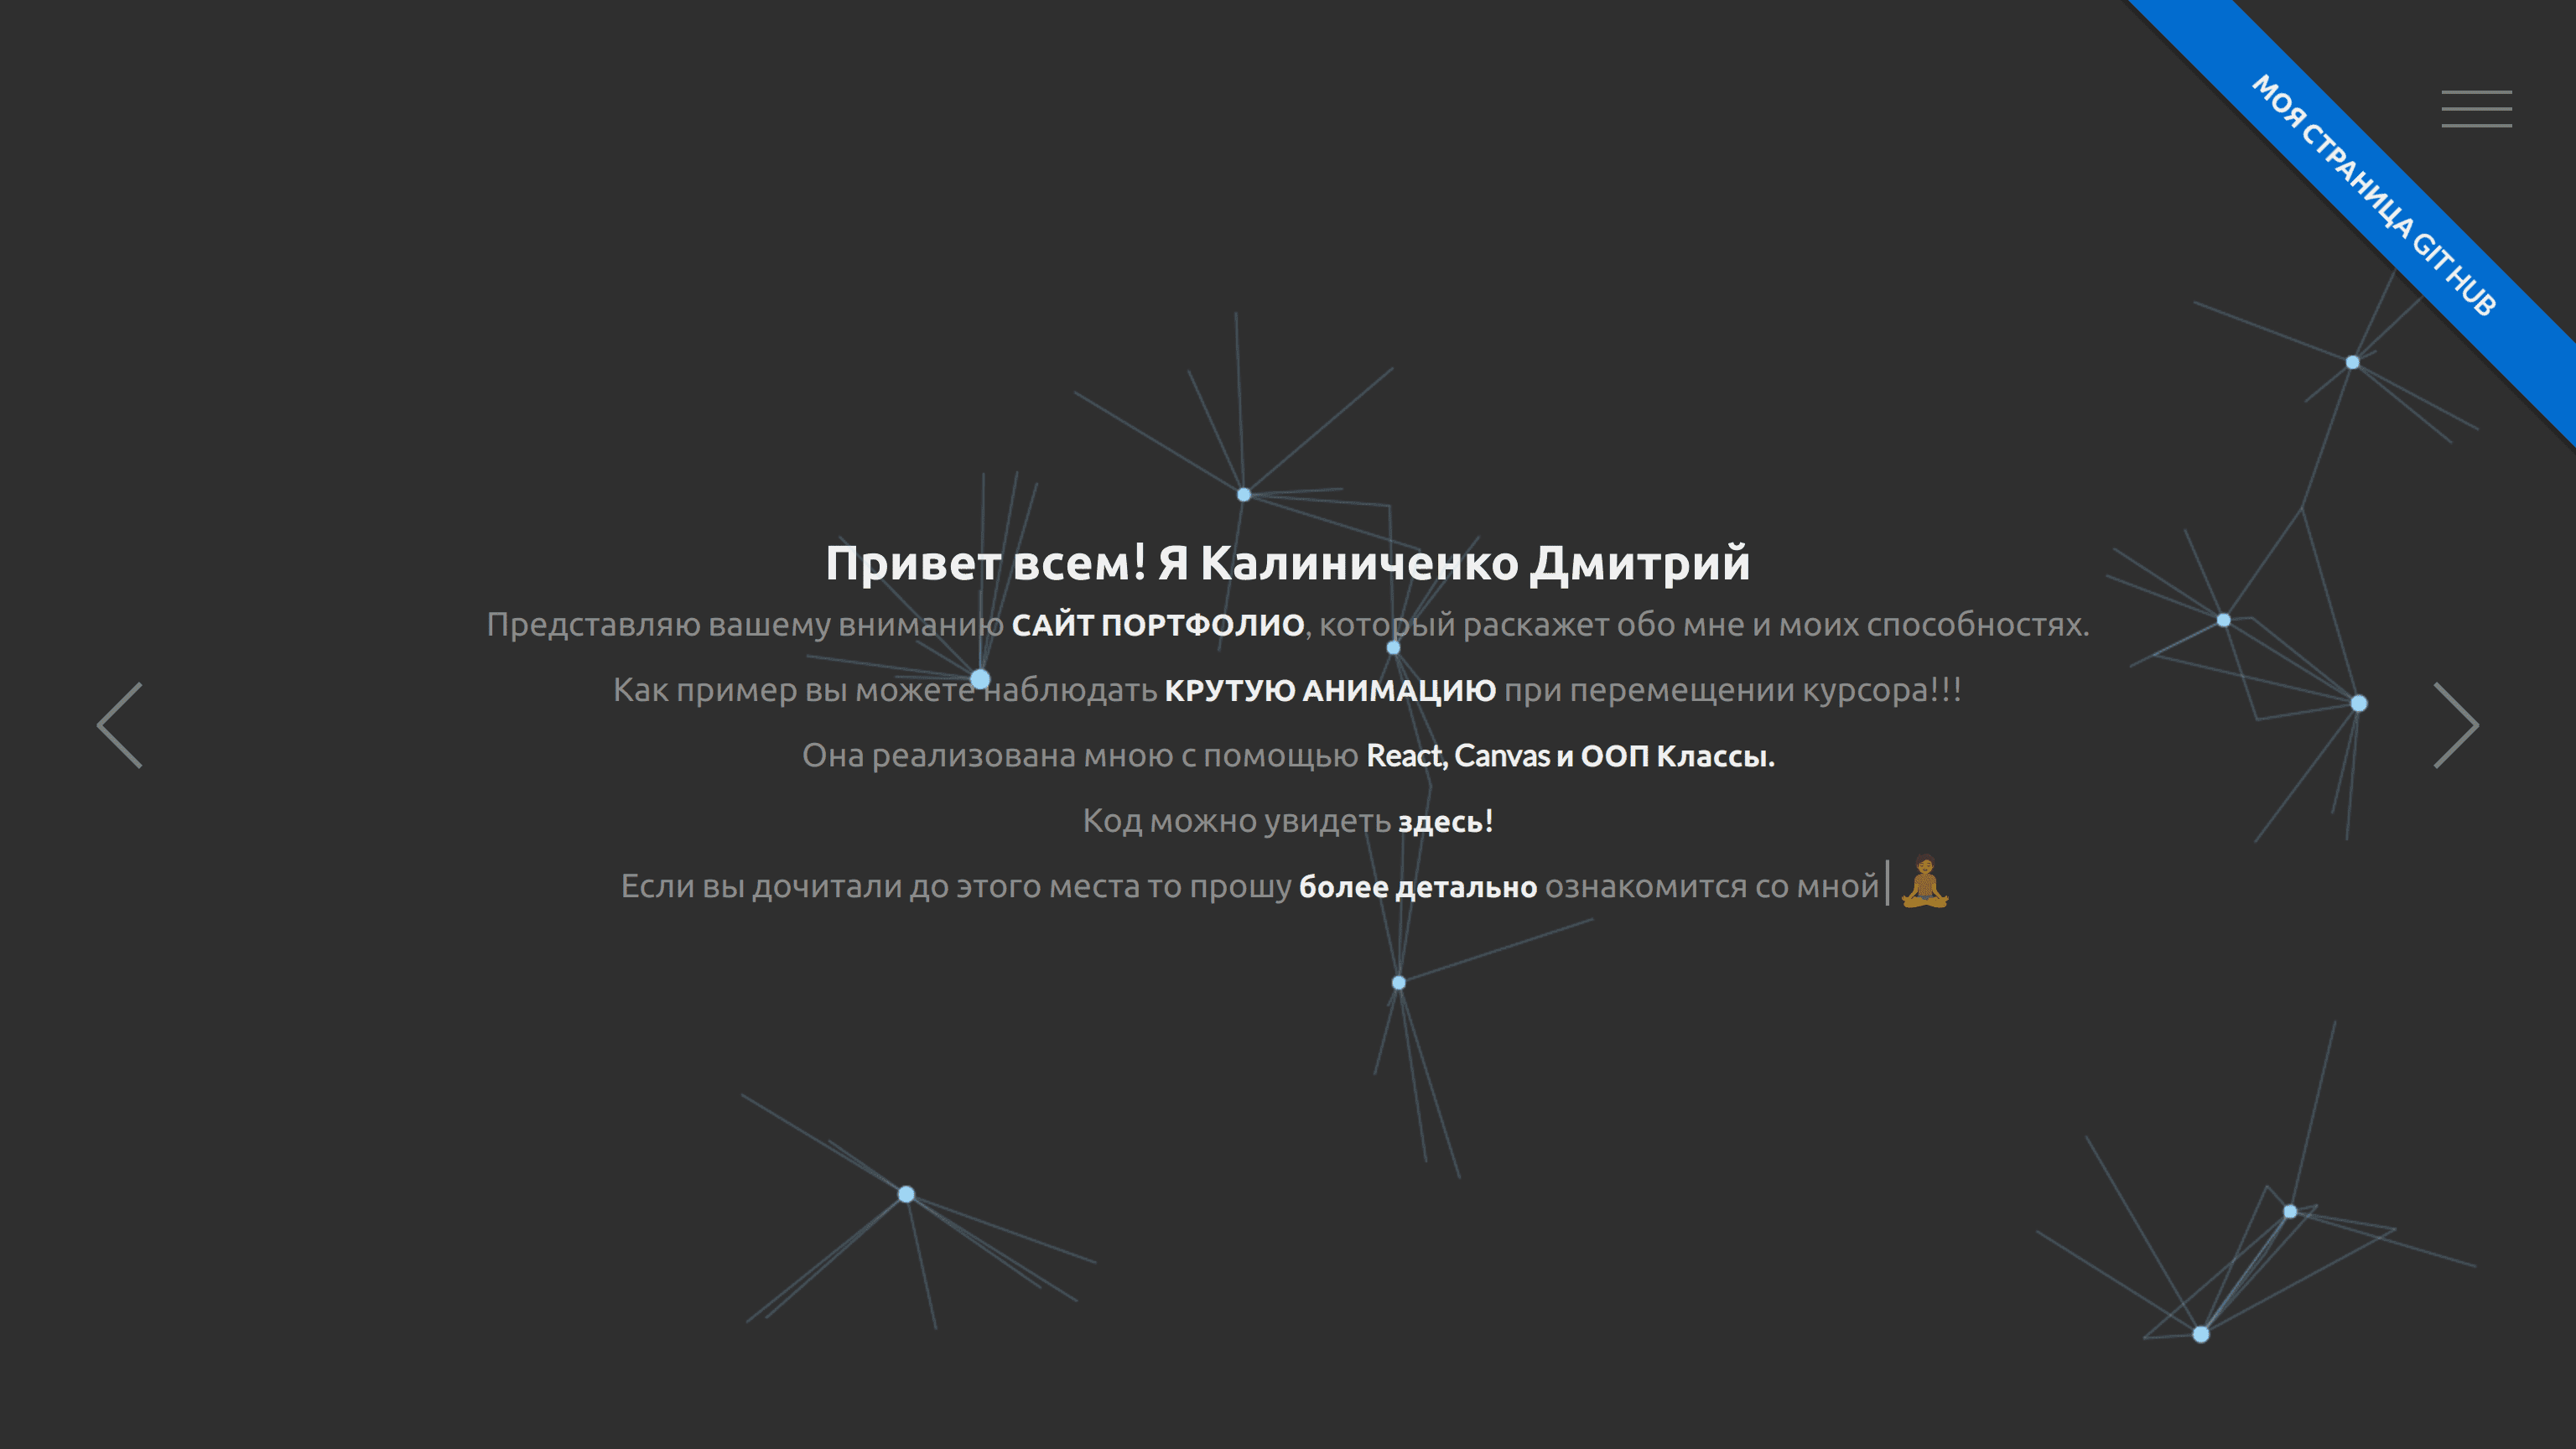 МОЯ СТРАНИЦА GIT HUB
Привет всем! Я Калиниченко Дмитрий
Представляю вашему вниманию САЙТ ПОРТФОЛИО, который раскажет обо мне и моих способностях.
Как пример вы можете наблюдать КРУТУЮ АНИМАЦИЮ при перемещении курсора!!!
Она реализована мною с помощью React, Canvas и ООП Классы.
Код можно увидеть здесь!
Если вы дочитали до этого места то прошу более детально ознакомится со мной